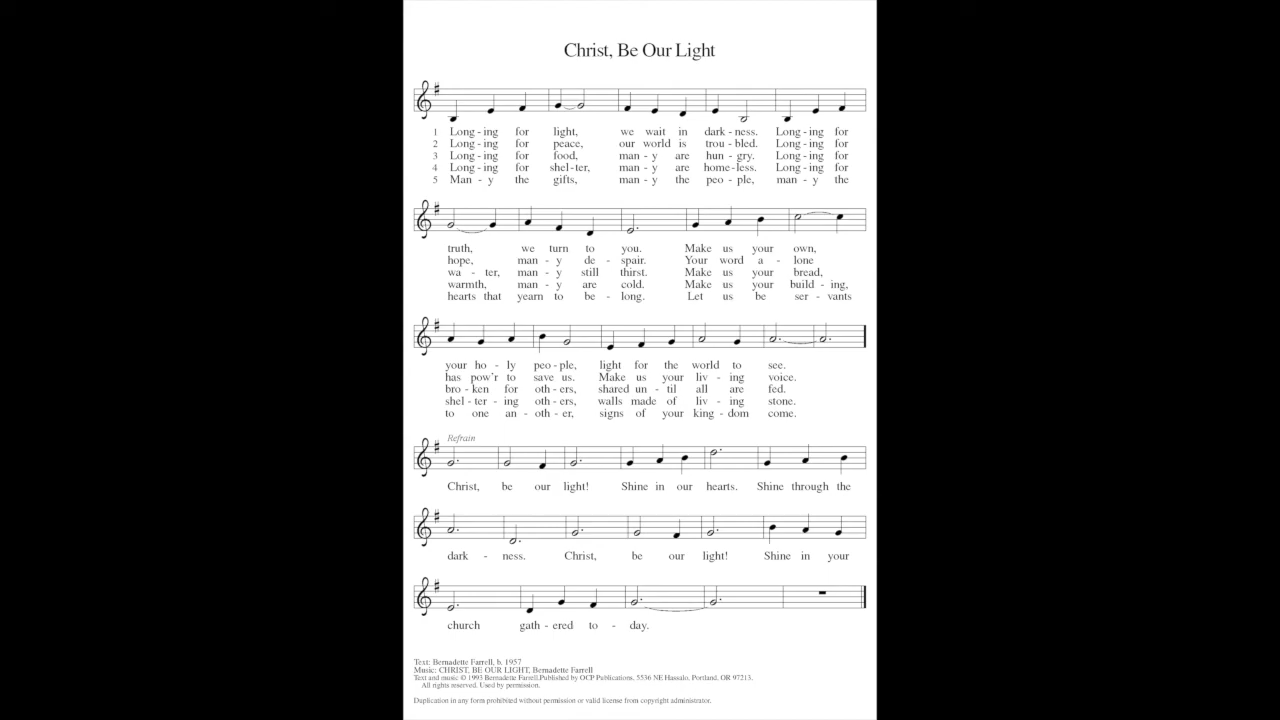 Christ, Be Our Light
1 Long - ing for light, we wait in dark - ness. Long - ing for
2 Long - ing for peace, our world is trou - bled. Long - ing for
3 Long - ing for food, man - y are hun - gry. Long - ing for
4 Long - ing for shel - ter, man - y are home - less. Long - ing for
5 Man - y the gifts, man - y the peo - ple, man - y the
truth, we turn to you. Make us your own,
hope, man - y de - spair. Your word a - lone
wa - ter, man - y still thirst. Make us your bread,
warmth, man - y are cold. Make us your build - ing,
hearts that yearn to be - long. Let us be ser - vants
your ho - ly peo - ple, light for the world to see.
has pow'r to save us. Make us your liv - ing voice.
bro - ken for oth - ers, shared un - til all are fed.
shel - ter - ing oth - ers, walls made of liv - ing stone.
to one an - oth - er, signs of your king - dom come.
Refrain
Christ, be our light! Shine in our hearts. Shine through the
dark - ness. Christ, be our light! Shine in your
church gath - ered to - day.
Text: Bernadette Farrell, b. 1957
Music: CHRIST, BE OUR LIGHT, Bernadette Farrell
Text and music © 1993 Bernadette Farrell.Published by OCP Publications, 5536 NE Hassalo, Portland, OR 97213.
All rights reserved. Used by permission.
Duplication in any form prohibited without permission or valid license from copyright administrator.